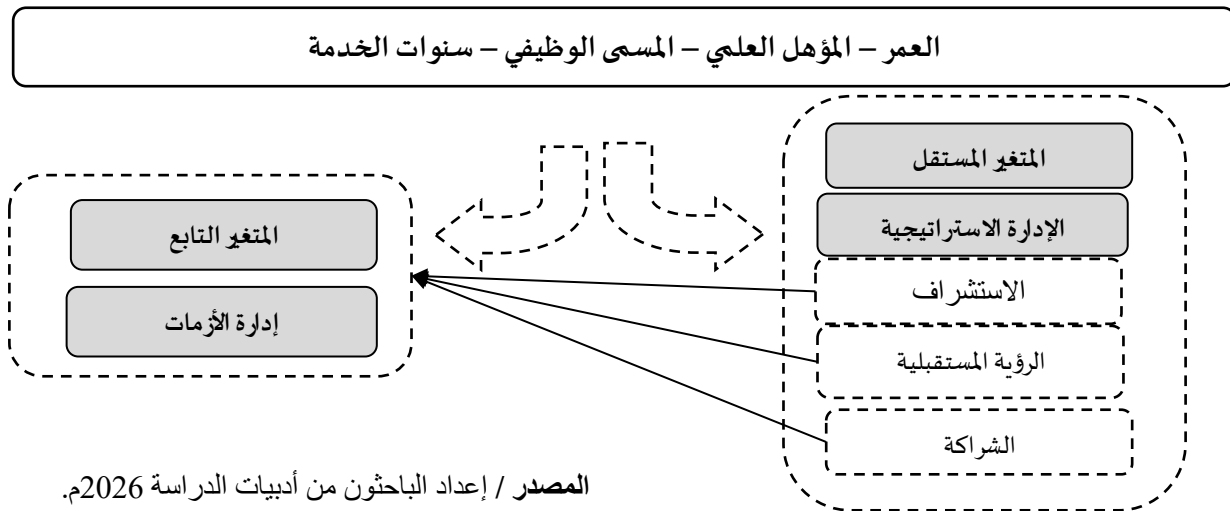 العمر – المؤهل العلمي – المسمى الوظيفي – سنوات الخدمة
المتغير المستقل
الإدارة الاستراتيجية
الاستشراف
الرؤية المستقبلية
الشراكة
المتغير التابع
إدارة الأزمات
المصدر / إعداد الباحثون من أدبيات الدراسة 2026م.